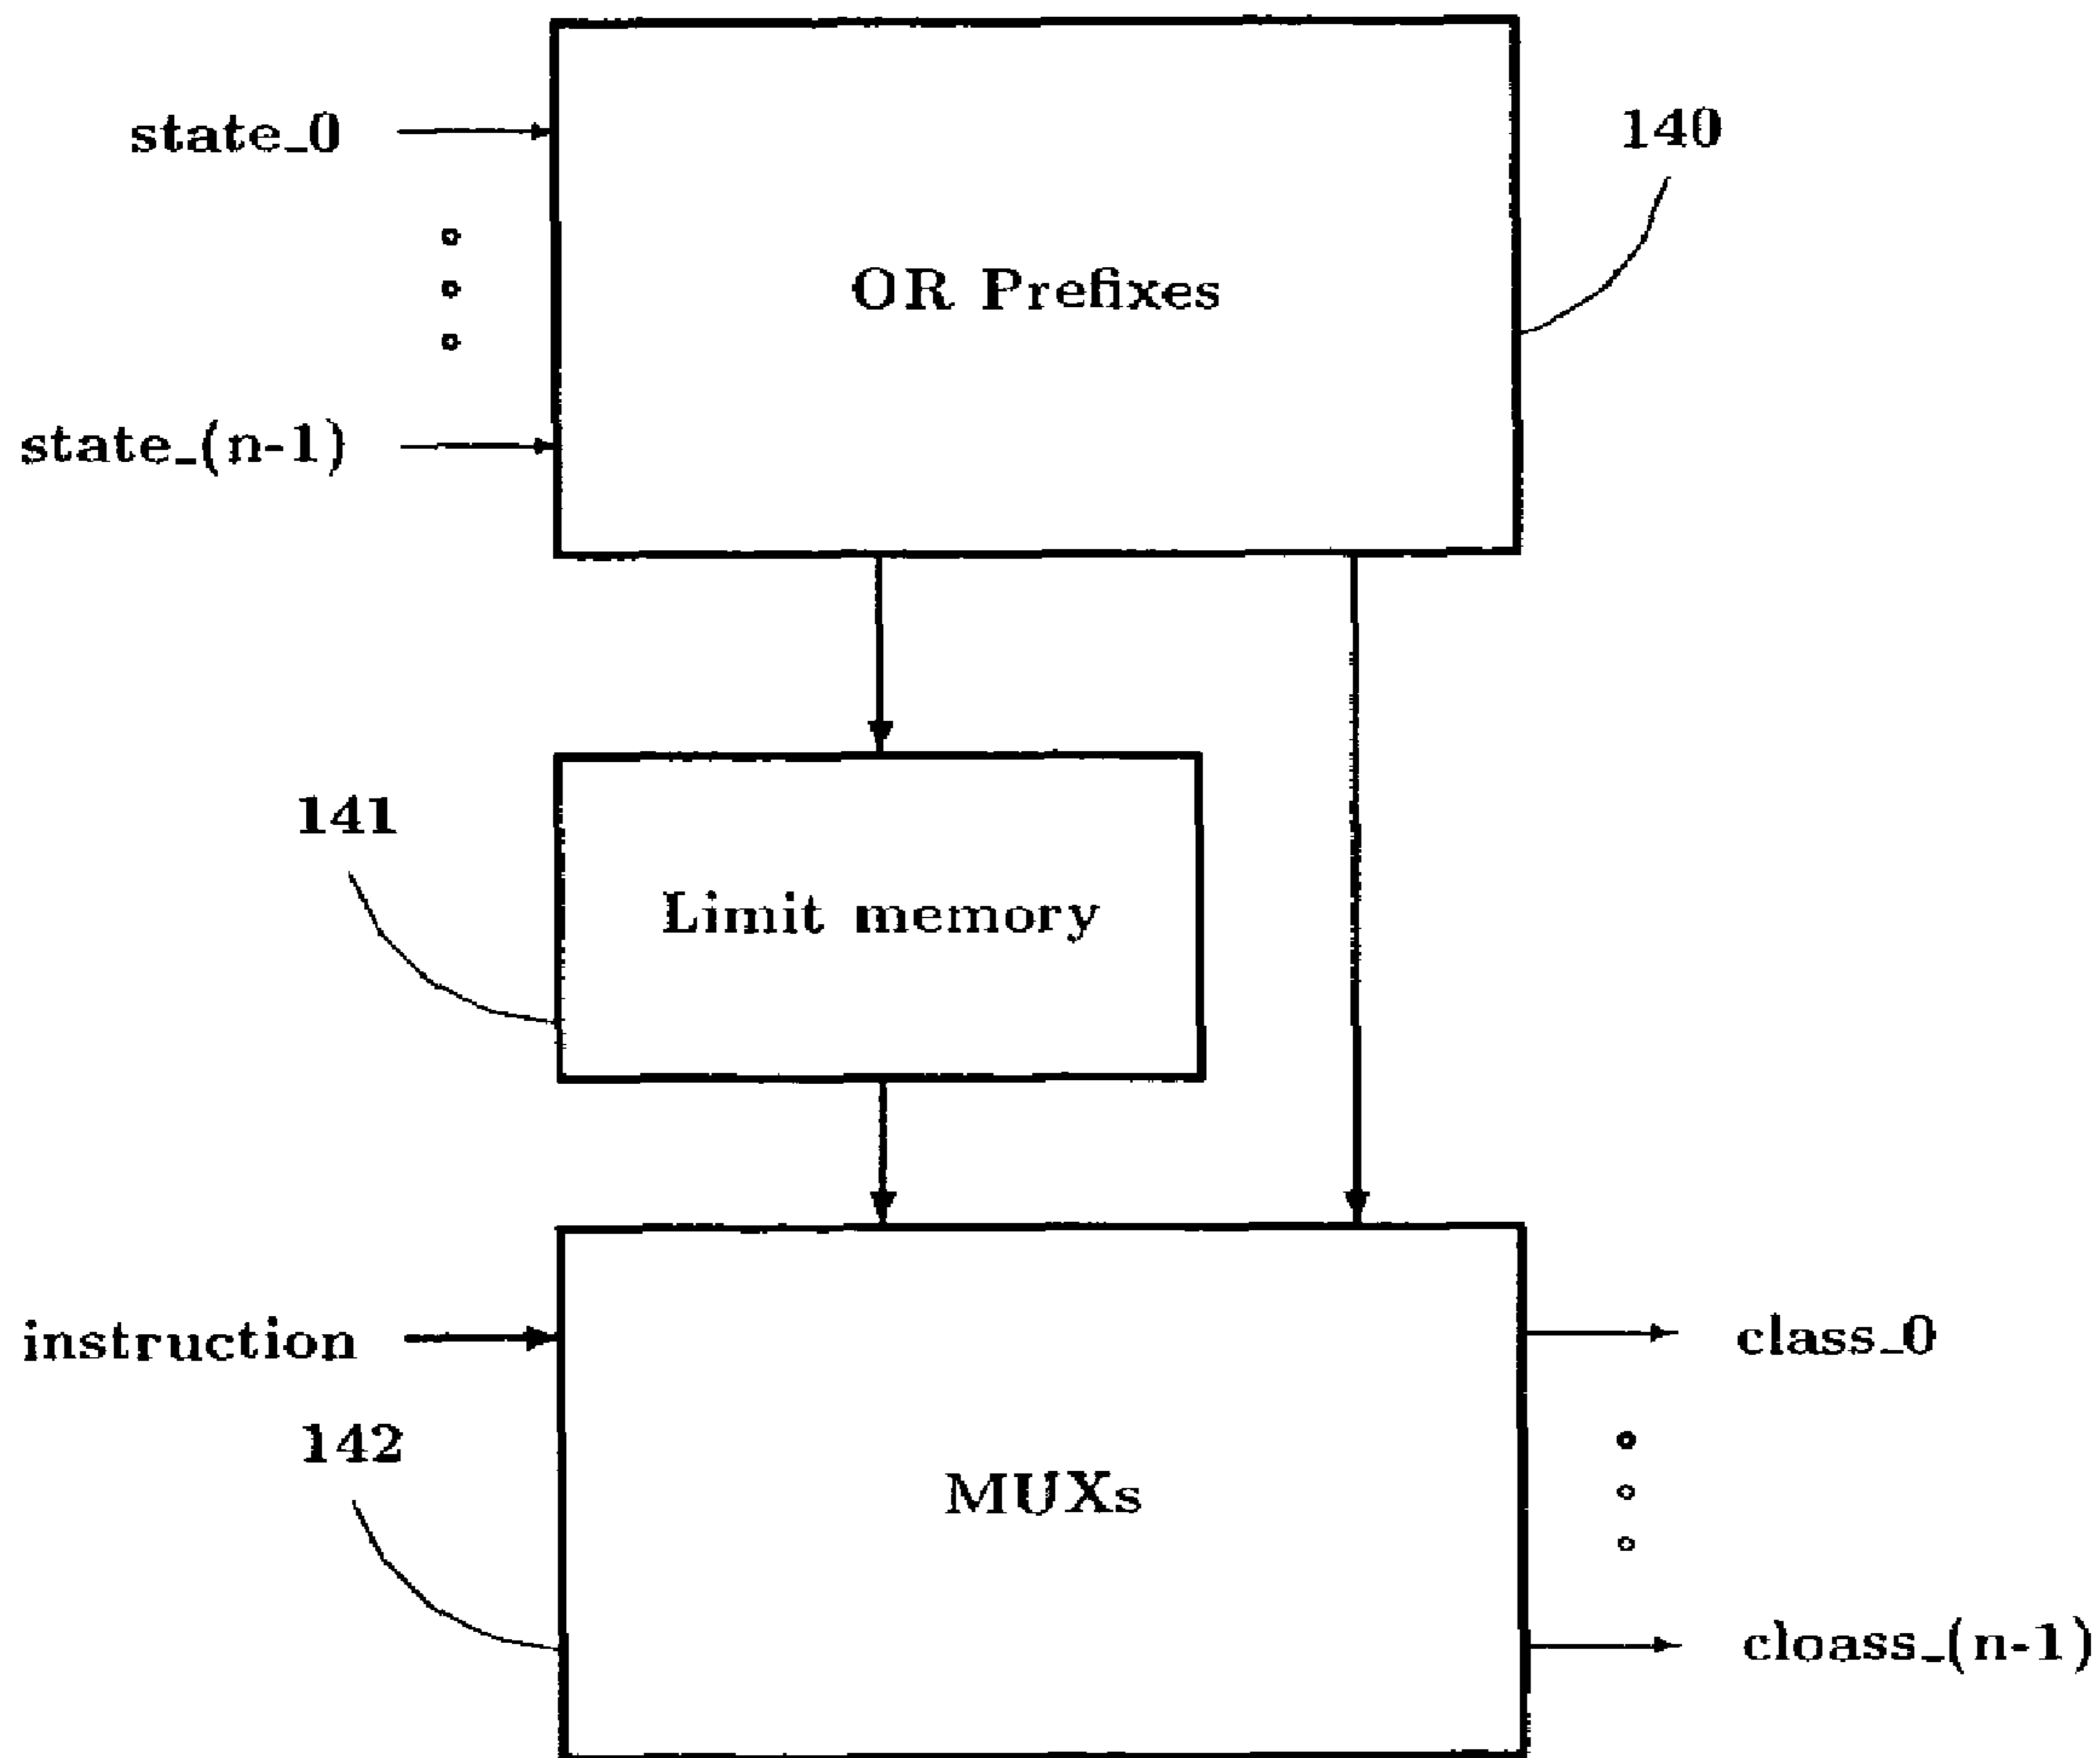 state_0
140
OR Prefixes
state_(n-1)
141
Limit memory
instruction
class_0
142
MUXs
cloass_(n-1)